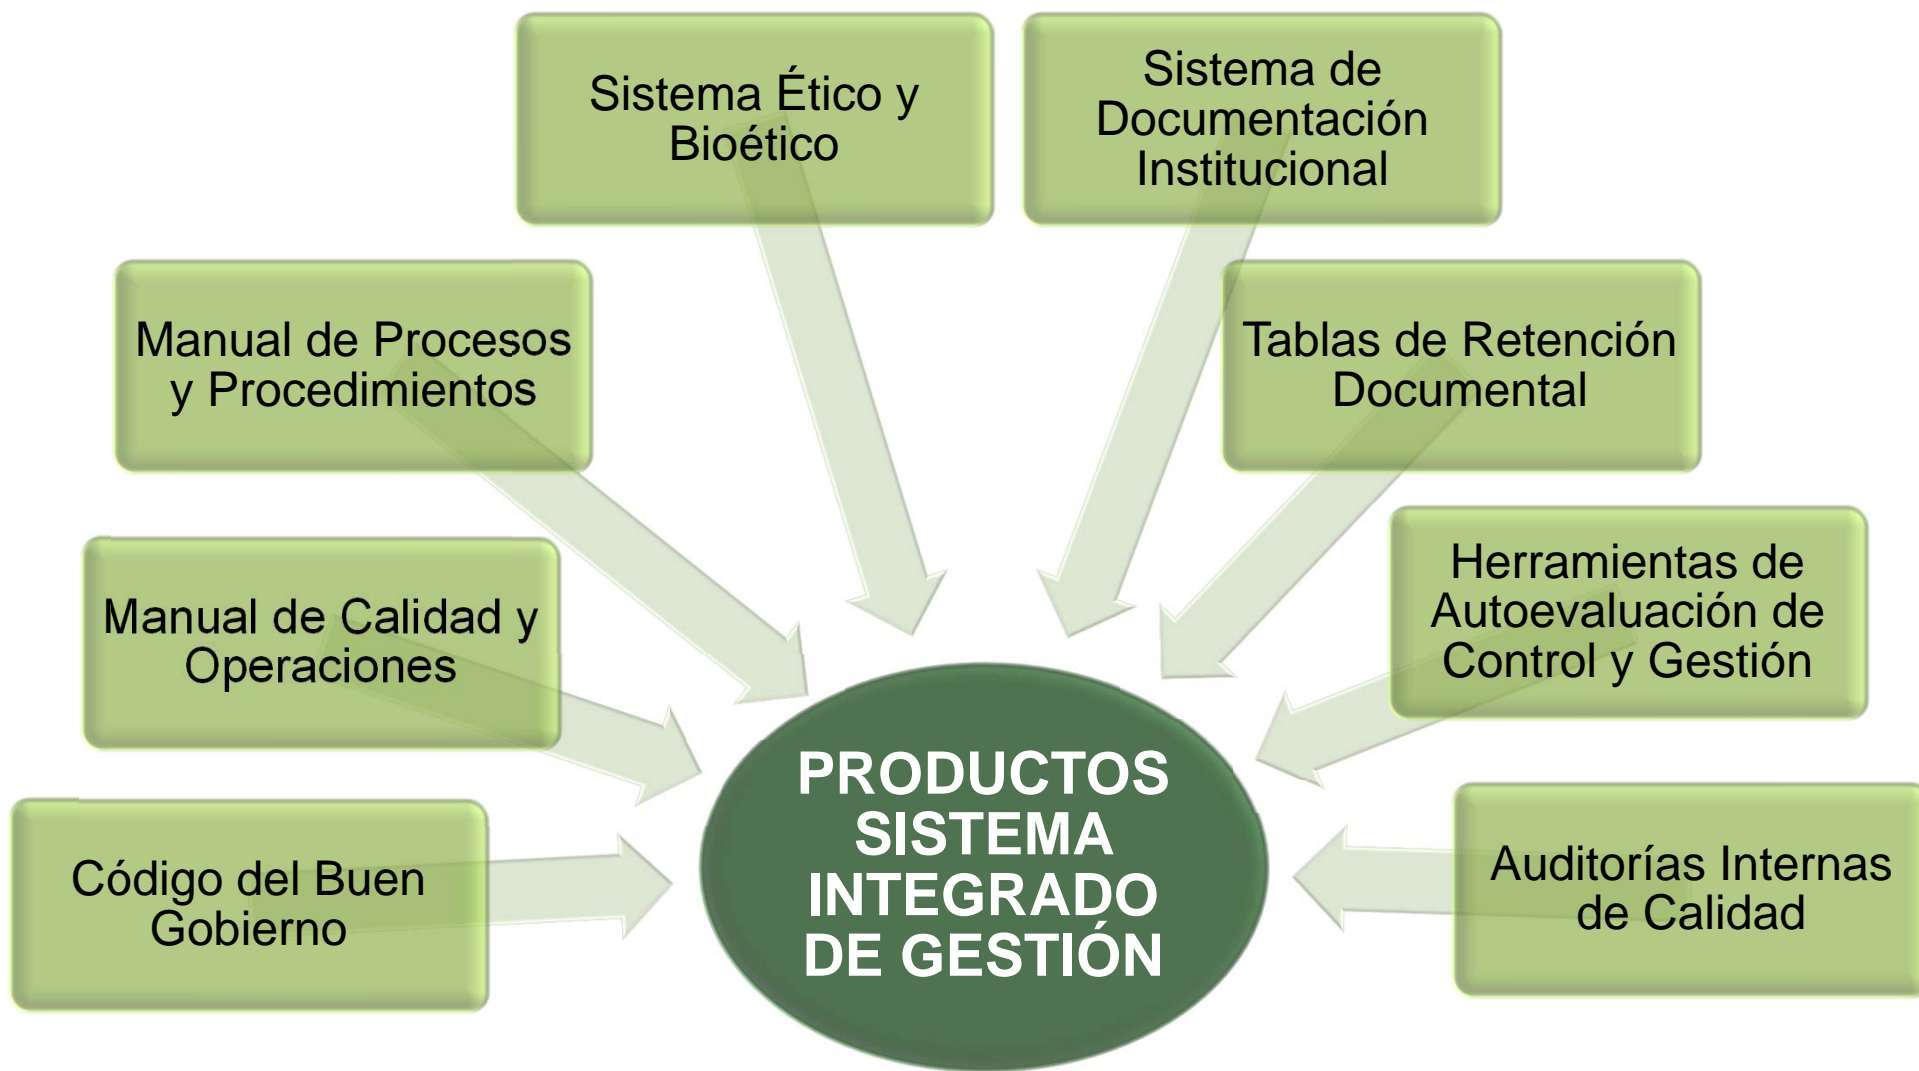 Sistema Ético y
Bioético
Sistema de
Documentación
Institucional
Manual de Procesos
y Procedimientos
Tablas de Retención
Documental
Manual de Calidad y
Operaciones
Herramientas de
Autoevaluación de
Control y Gestión
Código del Buen
Gobierno
PRODUCTOS
SISTEMA
INTEGRADO
DE GESTIÓN
Auditorías Internas
de Calidad